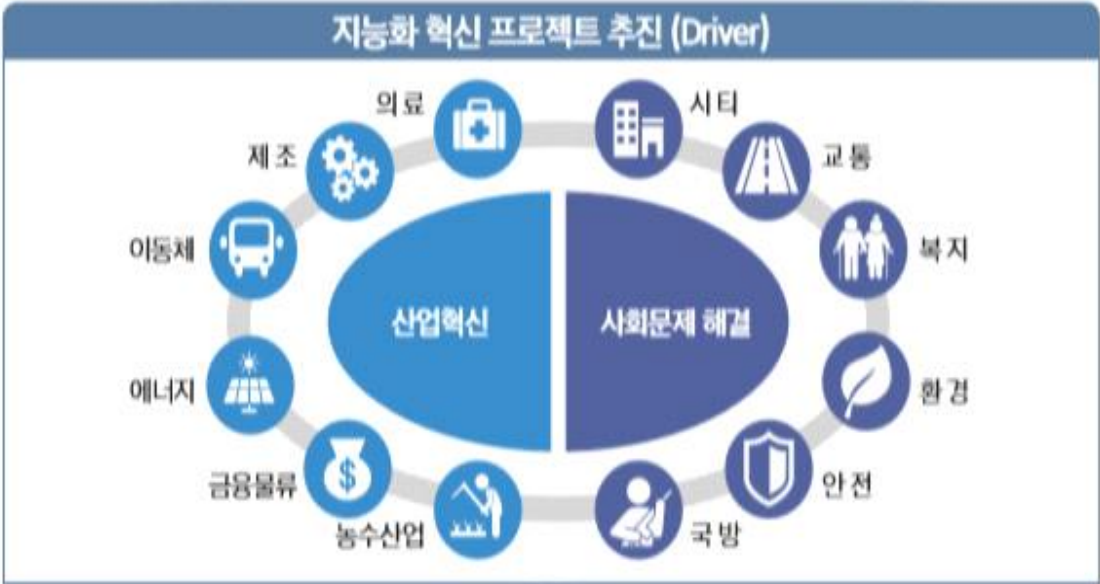 지능화 혁신 프로젝트 추진 (Driver)
의료
시티
제조
교통
이동체
복지
산업혁신
사회문제 해결
에너지
환경
금융물류
안전
농수산업
국방
$